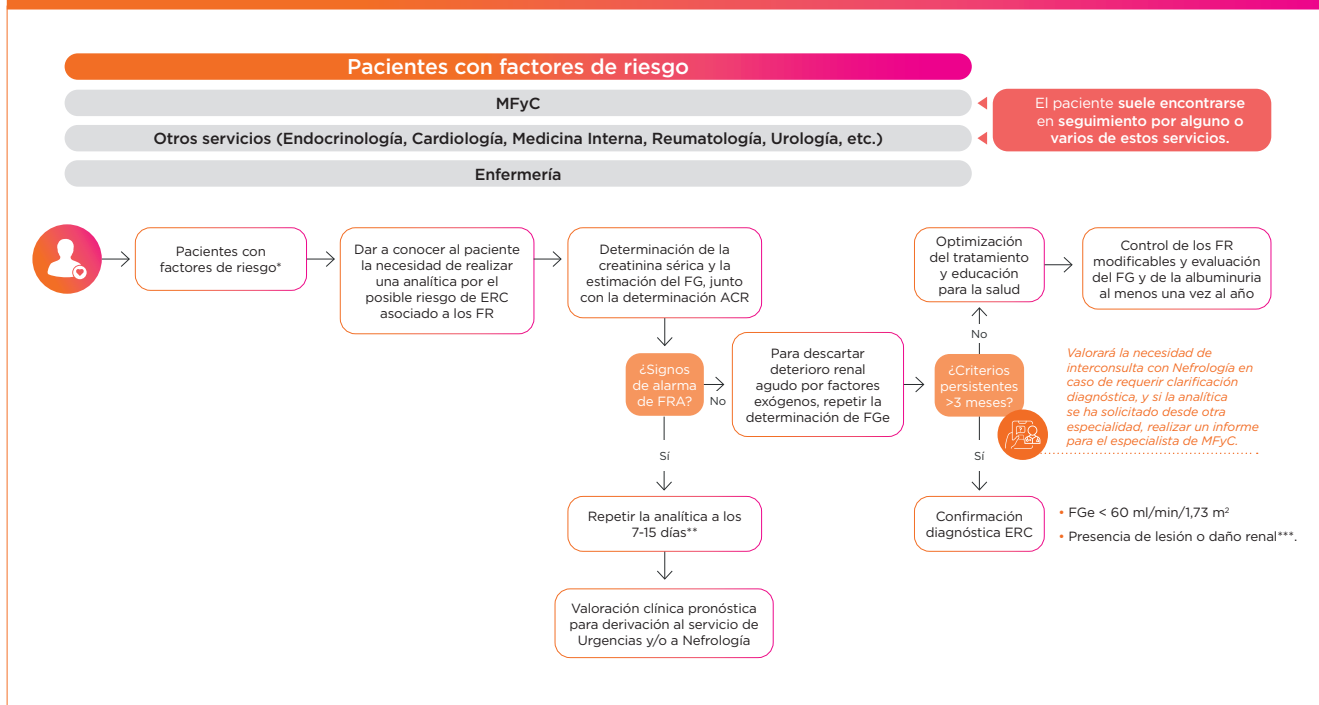 Pacientes con factores de riesgo
MFyC
Otros servicios (Endocrinología, Cardiología, Medicina Interna, Reumatología, Urología, etc.)
Enfermería
El paciente suele encontrarse
en seguimiento por alguno o
varios de estos servicios.
Pacientes con
factores de riesgo*
Dar a conocer al paciente
la necesidad de realizar
una analítica por el
posible riesgo de ERC
asociado a los FR
Determinación de la
creatinina sérica y la
estimación del FG, junto
con la determinación ACR
¿Signos
de alarma
de FRA?
No
Para descartar
deterioro renal
agudo por factores
exógenos, repetir la
determinación de FGe
¿Criterios
persistentes
>3 meses?
No
Optimización
del tratamiento
y educación
para la salud
Control de los FR
modificables y evaluación
del FG y de la albuminuria
al menos una vez al año
Valorará la necesidad de
interconsulta con Nefrología en
caso de requerir clarificación
diagnóstica, y si la analítica
se ha solicitado desde otra
especialidad, realizar un informe
para el especialista de MFyC.
Sí
Repetir la analítica a los
7-15 días**
Valoración clínica pronóstica
para derivación al servicio de
Urgencias y/o a Nefrología
Sí
Confirmación
diagnóstica ERC
• FGe < 60 ml/min/1,73 m²
• Presencia de lesión o daño renal***.